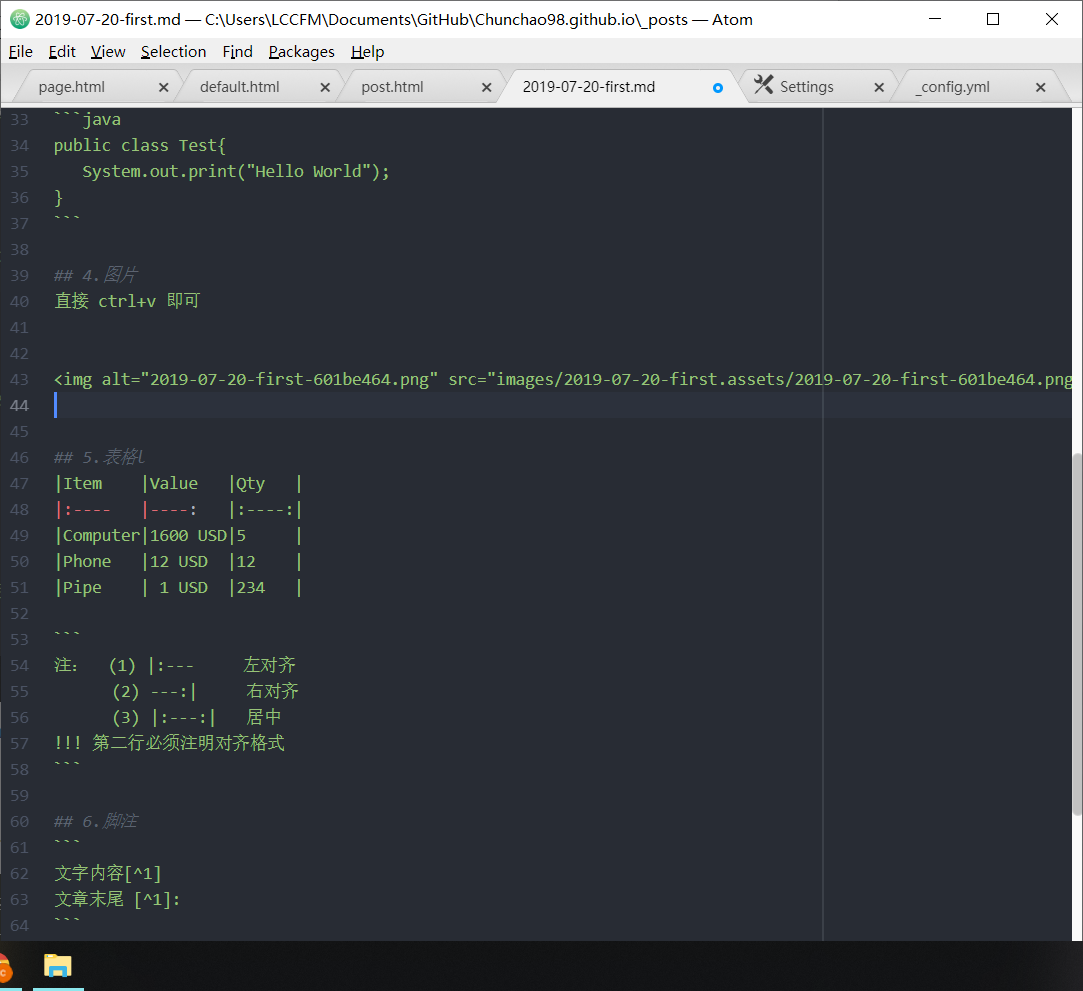 2019-07-20-first.md — C:\Users\LCCFM\Documents\GitHub\Chunchao98.github.io\_posts — Atom
File Edit View Selection Find Packages Help
page.html default.html post.html 2019-07-20-first.md Settings _config.yml
33 ```java
34 public class Test{
35    System.out.print("Hello World");
36 }
37 ```
38
39 ## 4.图片
40 直接 ctrl+v 即可
41
42
43 <img alt="2019-07-20-first-601be464.png" src="images/2019-07-20-first.assets/2019-07-20-first-601be464.png
44
45
46 ## 5.表格l
47 |Item    |Value   |Qty   |
48 |:----   |----:   |:----:|
49 |Computer|1600 USD|5     |
50 |Phone   |12 USD  |12    |
51 |Pipe    | 1 USD  |234   |
52
53 ```
54 注：  (1) |:---     左对齐
55       (2) ---:|     右对齐
56       (3) |:---:|   居中
57 !!! 第二行必须注明对齐格式
58 ```
59
60 ## 6.脚注
61 ```
62 文字内容[^1]
63 文章末尾 [^1]:
64 ```